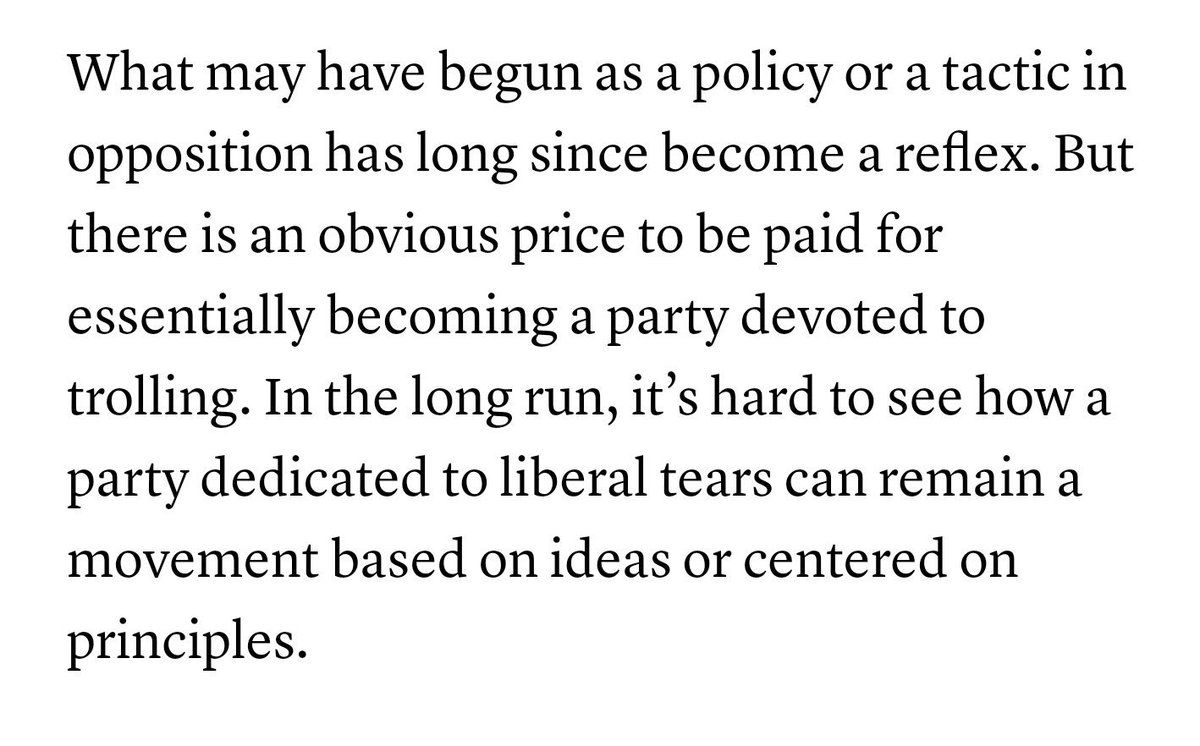 What may have begun as a policy or a tactic in
opposition has long since become a reflex. But
there is an obvious price to be paid for
essentially becoming a party devoted to
trolling. In the long run, it’s hard to see how a
party dedicated to liberal tears can remain a
movement based on ideas or centered on
principles.